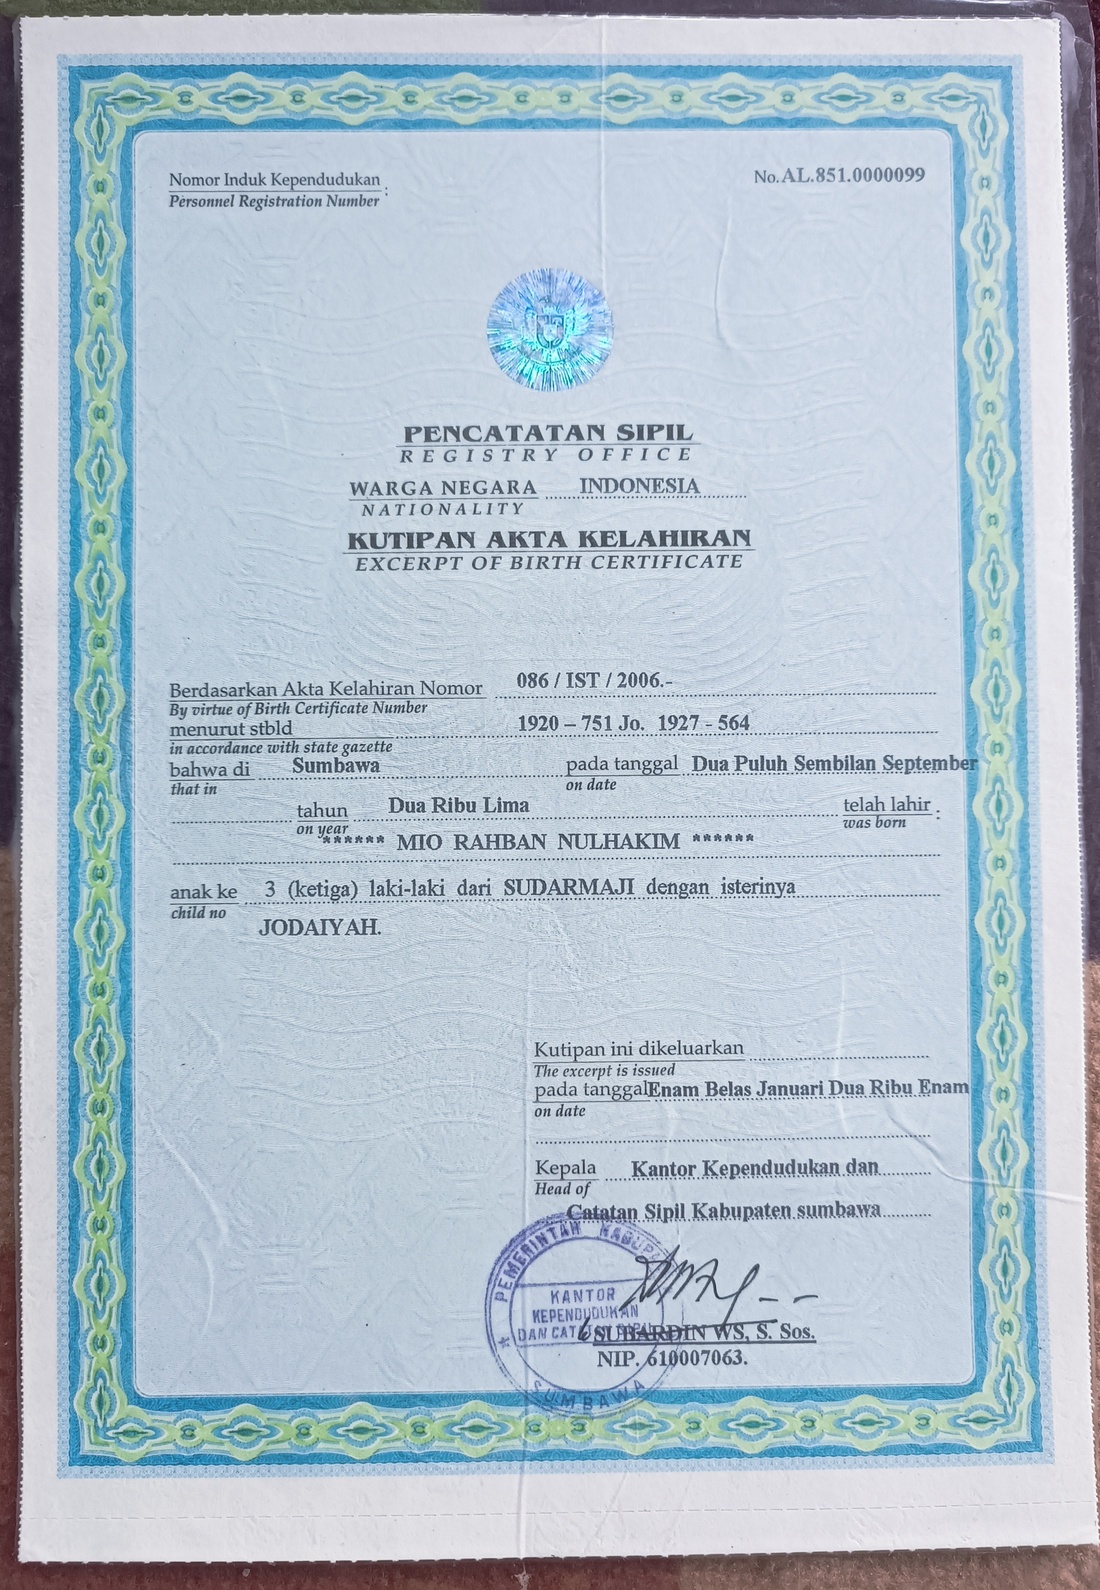 Nomor Induk Kependudukan :
Personnel Registration Number
No.AL.851.0000099
PENCATATAN SIPIL
REGISTRY OFFICE
WARGA NEGARA INDONESIA
NATIONALITY
KUTIPAN AKTA KELAHIRAN
EXCERPT OF BIRTH CERTIFICATE
Berdasarkan Akta Kelahiran Nomor 086 / IST / 2006.-
By virtue of Birth Certificate Number
menurut stbld 1920 – 751 Jo. 1927 - 564
in accordance with state gazette
bahwa di Sumbawa pada tanggal Dua Puluh Sembilan September
that in on date
tahun Dua Ribu Lima telah lahir :
on year was born
****** MIO RAHBAN NULHAKIM ******
anak ke 3 (ketiga) laki-laki dari SUDARMAJI dengan isterinya
child no
JODAIYAH.
Kutipan ini dikeluarkan
The excerpt is issued
pada tanggal Enam Belas Januari Dua Ribu Enam
on date
Kepala Kantor Kependudukan dan
Head of
Catatan Sipil Kabupaten sumbawa
PEMERINTAH KABUPA
KANTOR
KEPENDUDUKAN
DAN CATATAN SIPIL
SUMBAWA
SUBARDIN WS, S. Sos.
NIP. 610007063.